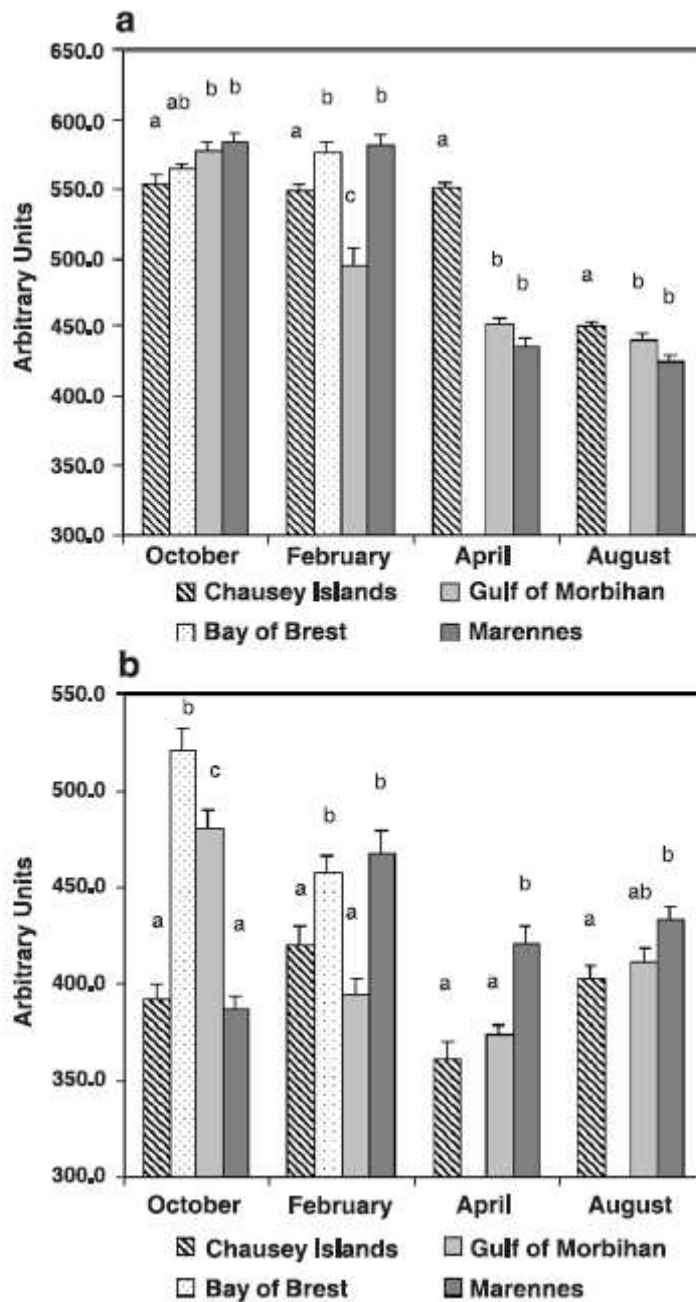 a
650.0
600.0
550.0
500.0
450.0
400.0
350.0
300.0
Arbitrary Units
a ab b b
a b c b
a b b
a b b
October February April August
Chausey Islands Gulf of Morbihan
Bay of Brest Marennes
b
550.0
500.0
450.0
400.0
350.0
300.0
Arbitrary Units
a b c a
a b a b
a a b
a ab b
October February April August
Chausey Islands Gulf of Morbihan
Bay of Brest Marennes